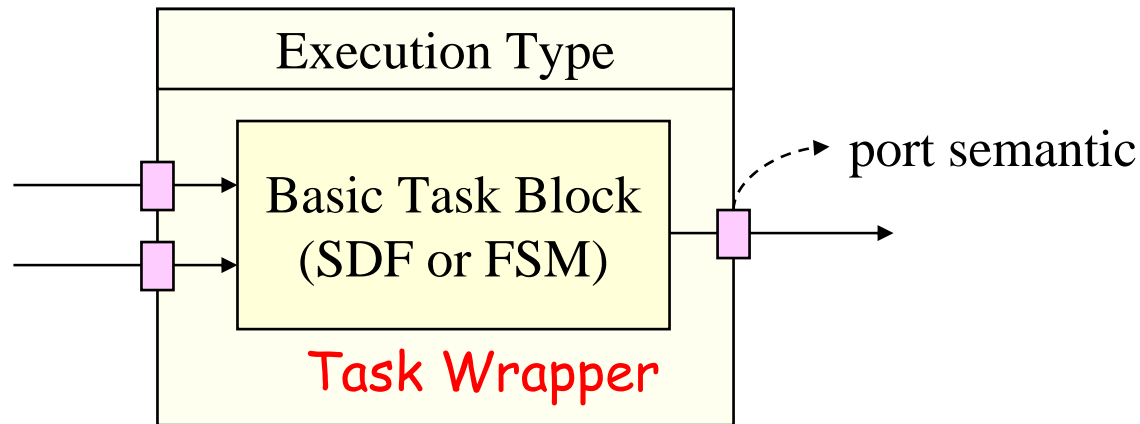 Execution Type
port semantic
Basic Task Block
(SDF or FSM)
Task Wrapper